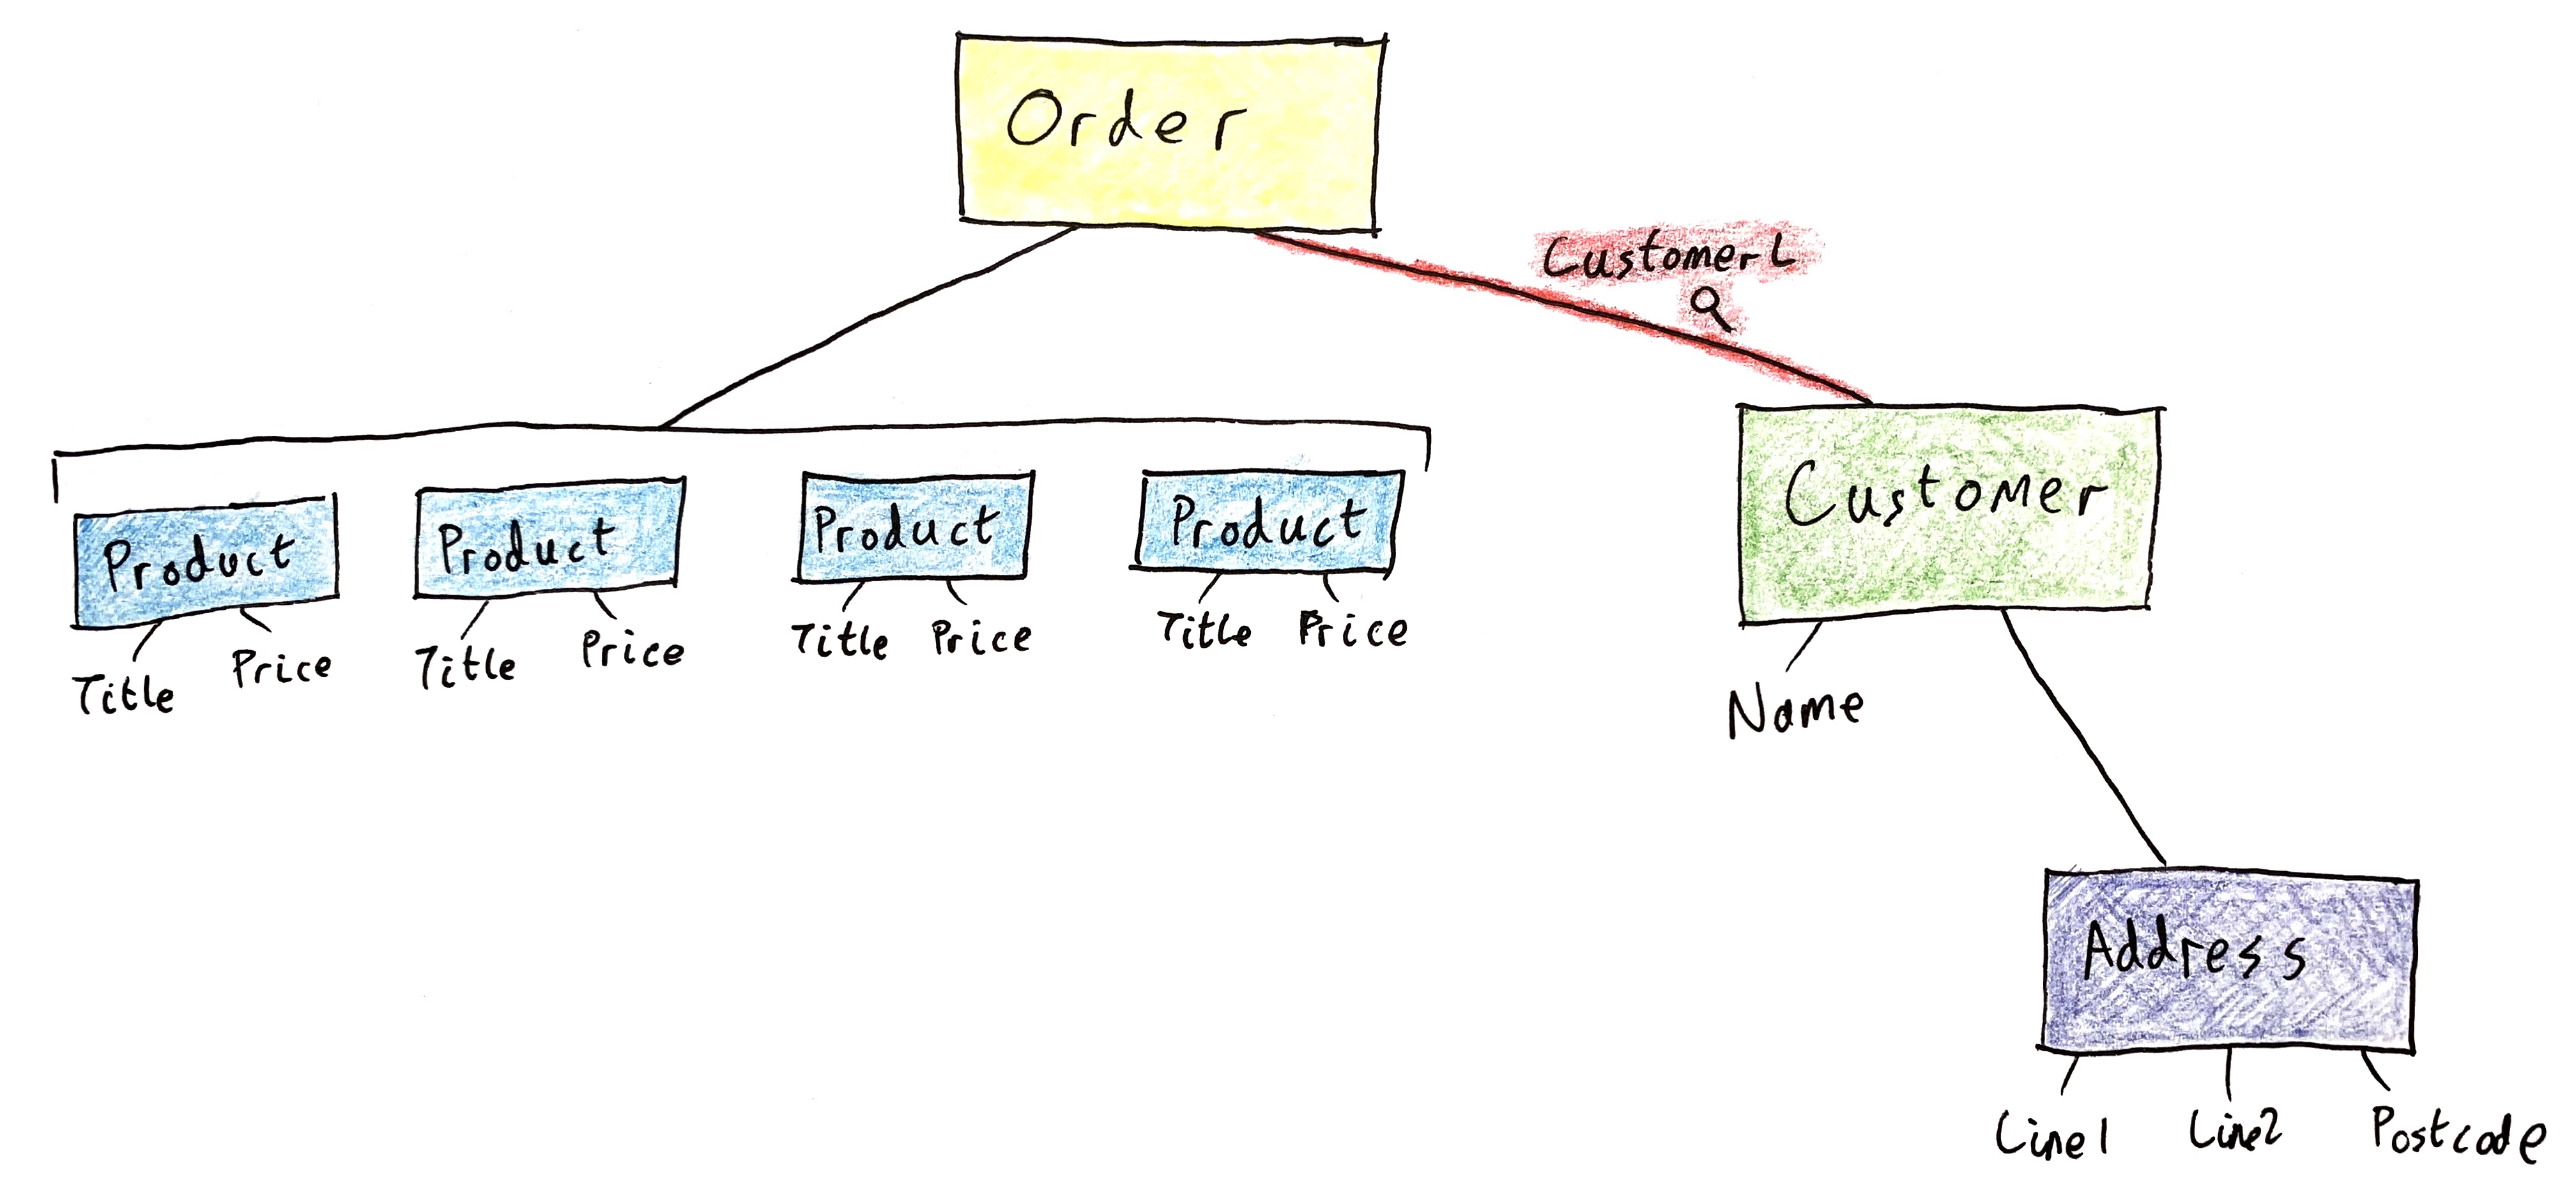 Order
CustomerL
Customer
Product Product Product Product
Title Price Title Price Title Price Title Price
Name
Address
Line1 Line2 Postcode